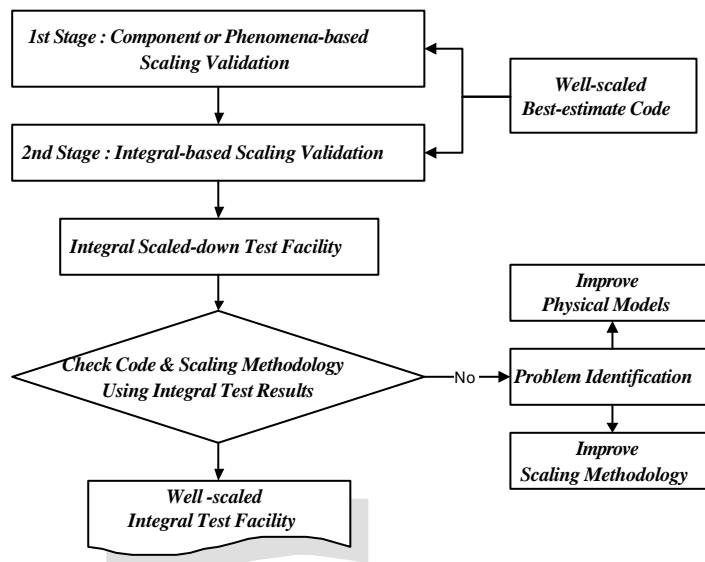 1st Stage : Component or Phenomena-based
Scaling Validation
Well-scaled
Best-estimate Code
2nd Stage : Integral-based Scaling Validation
Integral Scaled-down Test Facility
Improve
Physical Models
Check Code & Scaling Methodology
Using Integral Test Results
No
Problem Identification
Improve
Scaling Methodology
Well -scaled
Integral Test Facility